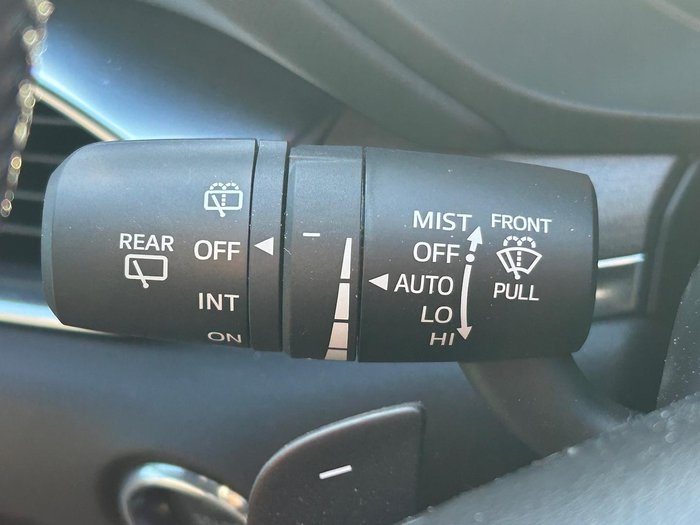 REAR
OFF
INT
ON
MIST
OFF
AUTO
LO
HI
FRONT
PULL